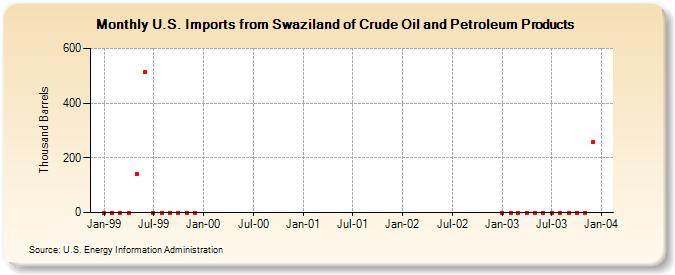 Monthly U.S. Imports from Swaziland of Crude Oil and Petroleum Products
Thousand Barrels
600
400
200
0
Jan-99 Jul-99 Jan-00 Jul-00 Jan-01 Jul-01 Jan-02 Jul-02 Jan-03 Jul-03 Jan-04
Source: U.S. Energy Information Administration